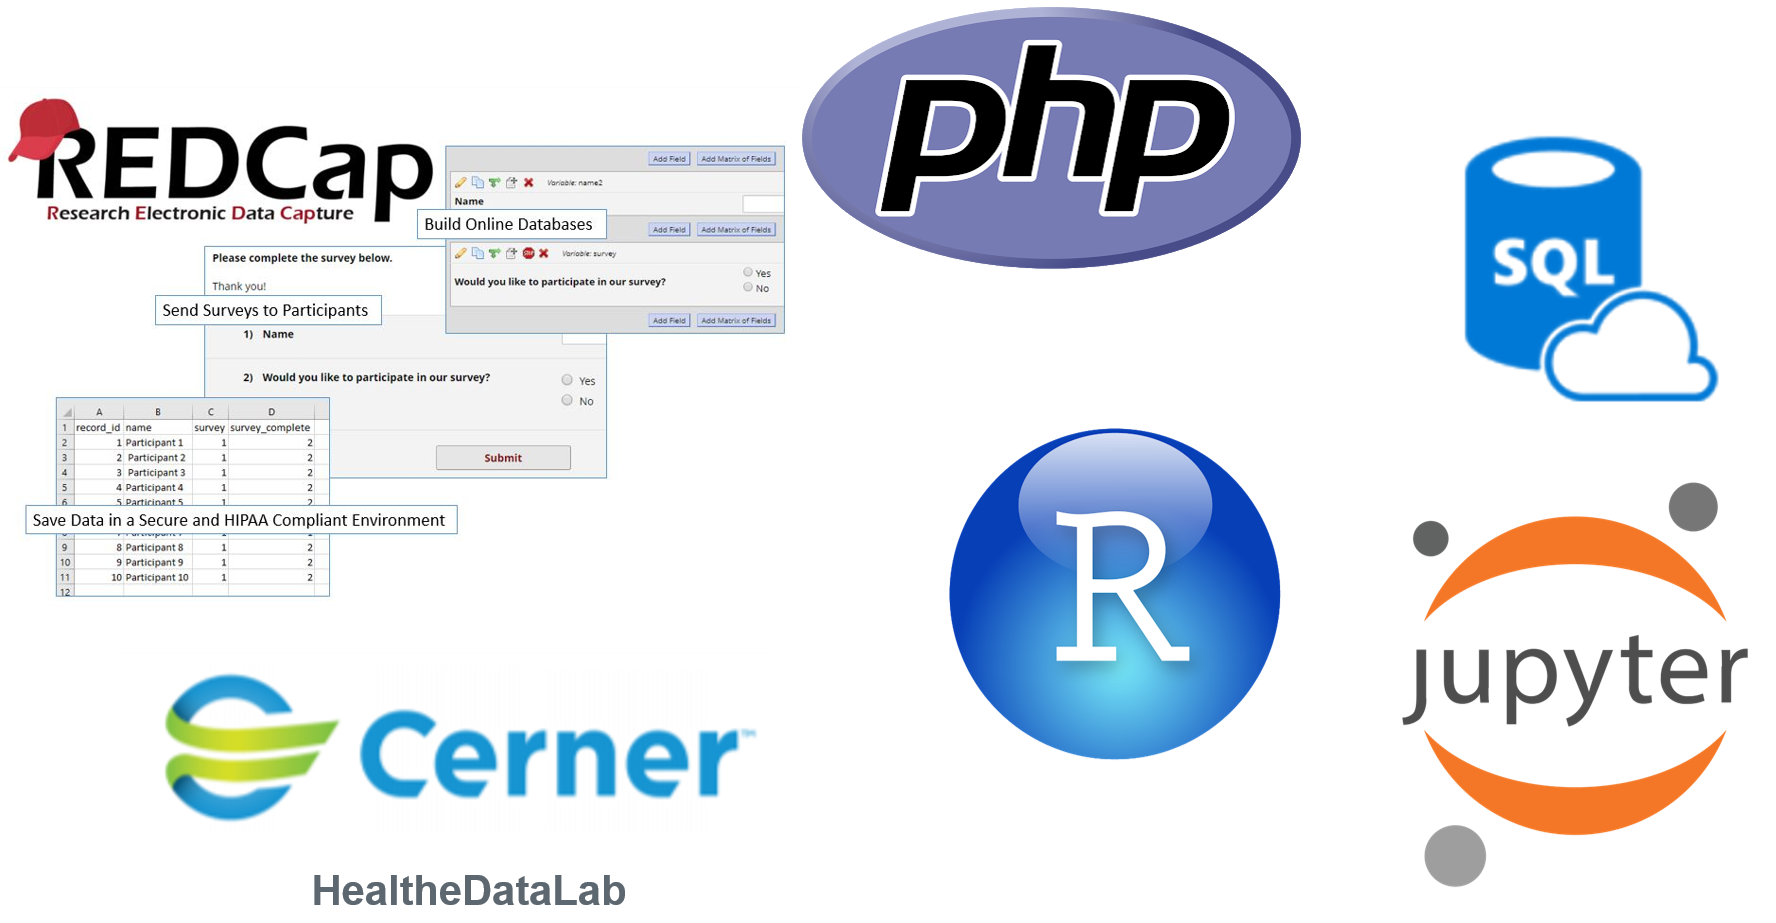 REDCap
Research Electronic Data Capture
Add Field Add Matrix of Fields
Variable: name2
Name
Build Online Databases
Add Field Add Matrix of Fields
Variable: survey
Would you like to participate in our survey?
Yes
No
Add Field Add Matrix of Fields
Please complete the survey below.
Thank you!
Send Surveys to Participants
1) Name
2) Would you like to participate in our survey?
Yes
No
Submit
A B C D
1 record_id name survey survey_complete
2 1 Participant 1 1 2
3 2 Participant 2 1 2
4 3 Participant 3 1 2
5 4 Participant 4 1 2
6 5 Participant 5 1 2
Save Data in a Secure and HIPAA Compliant Environment
9 8 Participant 8 1 2
10 9 Participant 9 1 2
11 10 Participant 10 1 2
12
Cerner™
HealtheDataLab
php
SQL
R
jupyter